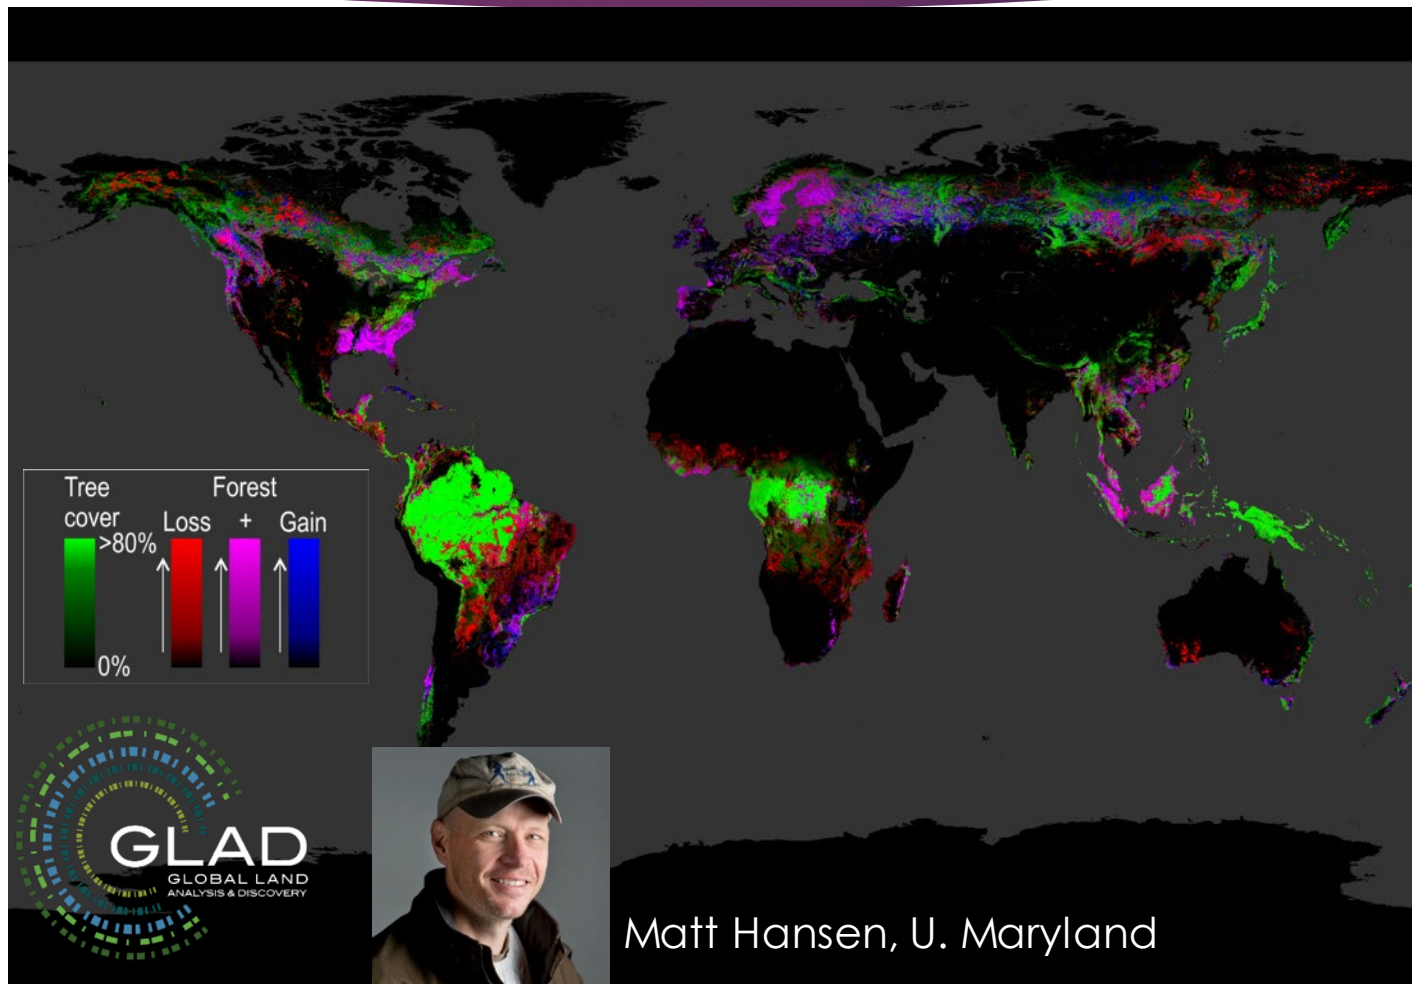 Tree
cover
Forest
Loss + Gain
>80%
0%
GLAD
GLOBAL LAND
ANALYSIS & DISCOVERY
Matt Hansen, U. Maryland